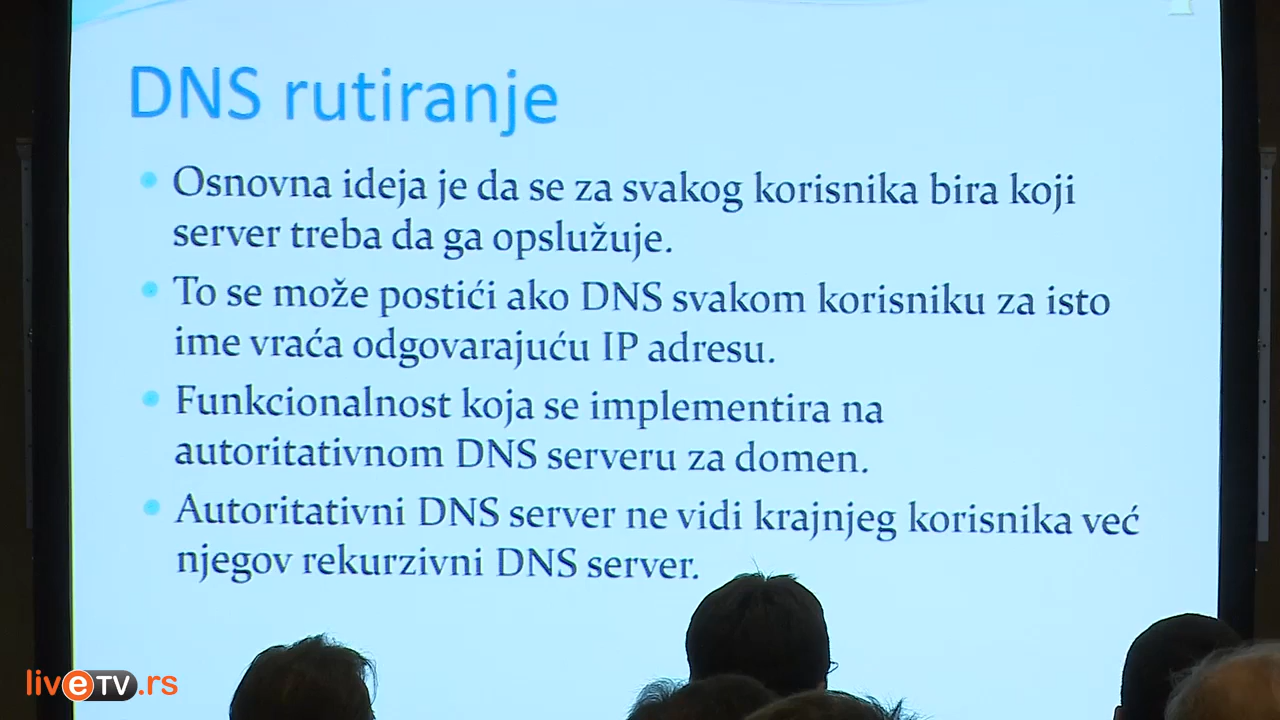 DNS rutiranje
Osnovna ideja je da se za svakog korisnika bira koji
server treba da ga opslužuje.
To se može postići ako DNS svakom korisniku za isto
ime vraća odgovarajuću IP adresu.
Funkcionalnost koja se implementira na
autoritativnom DNS serveru za domen.
Autoritativni DNS server ne vidi krajnjeg korisnika već
njegov rekurzivni DNS server.
liveTV.rs